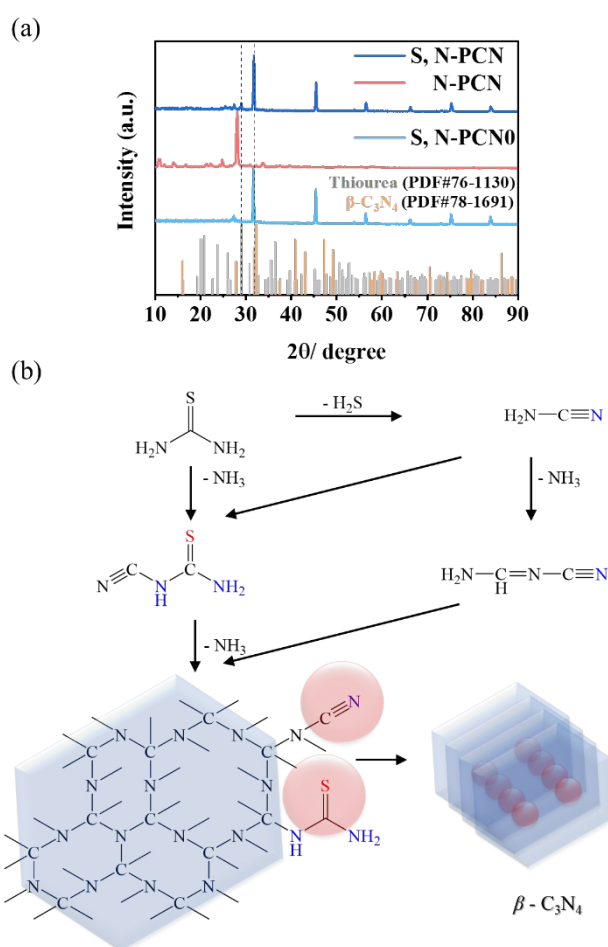 (a)
S, N-PCN
N-PCN
S, N-PCN0
Thiourea (PDF#76-1130)
β-C₃N₄ (PDF#78-1691)
Intensity (a.u.)
10 20 30 40 50 60 70 80 90
2θ/ degree
(b)
S
H₂N NH₂
- H₂S
H₂N C N
- NH₃
- NH₃
S
N C N H C NH₂
H₂N C H N C N
- NH₃
C N
N
C N C
C N C N C
N N N
C C C
S
N C N C N H C NH₂
C N C N C
N C N C N
β - C₃N₄